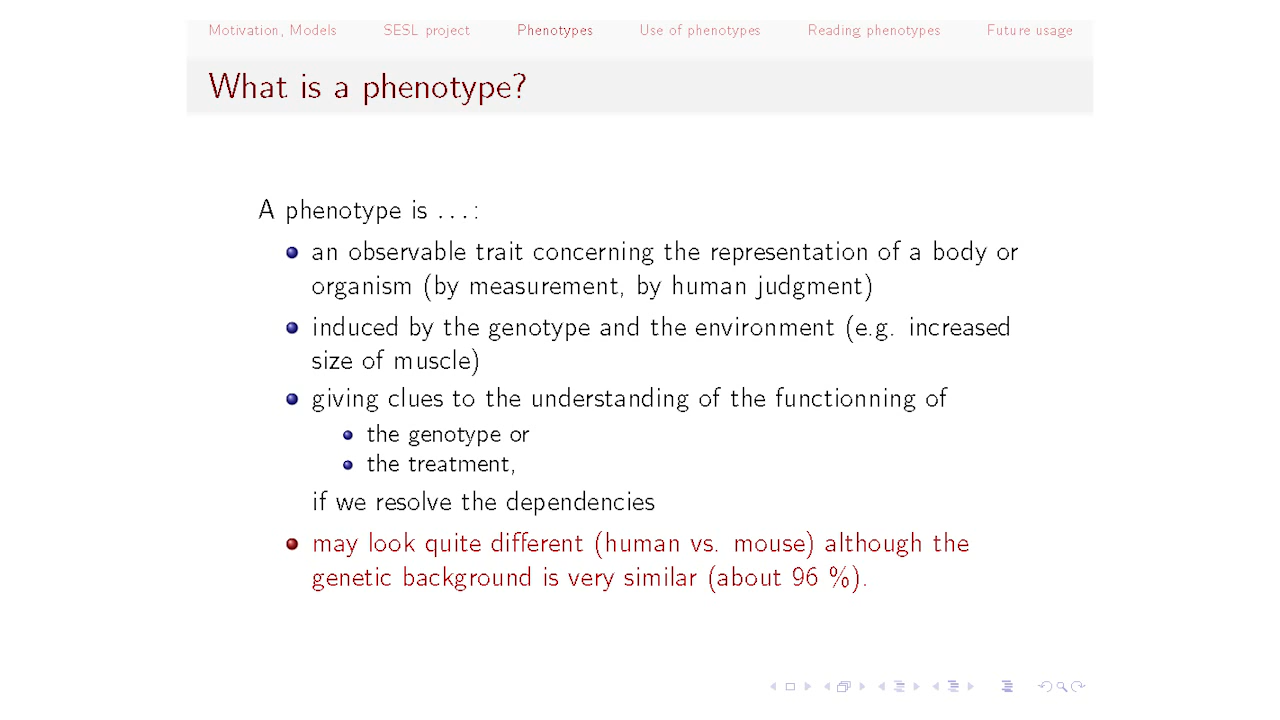 Motivation, Models SESL project Phenotypes Use of phenotypes Reading phenotypes Future usage
What is a phenotype?
A phenotype is ...:
an observable trait concerning the representation of a body or
organism (by measurement, by human judgment)
induced by the genotype and the environment (e.g. increased
size of muscle)
giving clues to the understanding of the functionning of
the genotype or
the treatment,
if we resolve the dependencies
may look quite different (human vs. mouse) although the
genetic background is very similar (about 96 %).